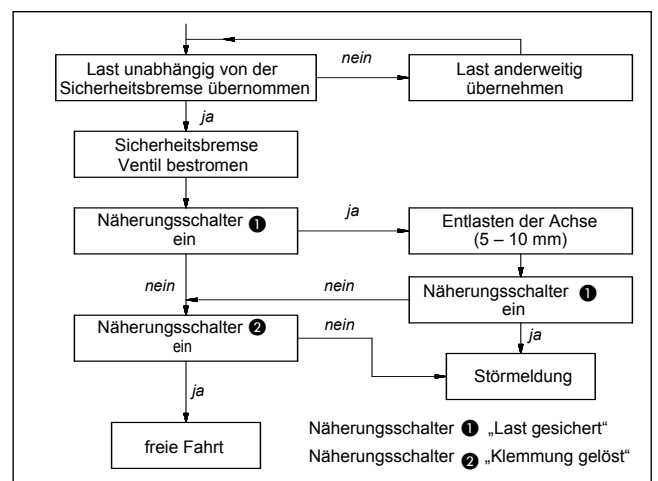 Last unabhängig von der
Sicherheitsbremse übernommen
nein
Last anderweitig
übernehmen
ja
Sicherheitsbremse
Ventil bestromen
Näherungsschalter ❶
ein
ja
Entlasten der Achse
(5 – 10 mm)
nein
nein
Näherungsschalter ❶
ein
Näherungsschalter ❷
ein
nein
ja
Störmeldung
ja
freie Fahrt
Näherungsschalter ❶ „Last gesichert“
Näherungsschalter ❷ „Klemmung gelöst“